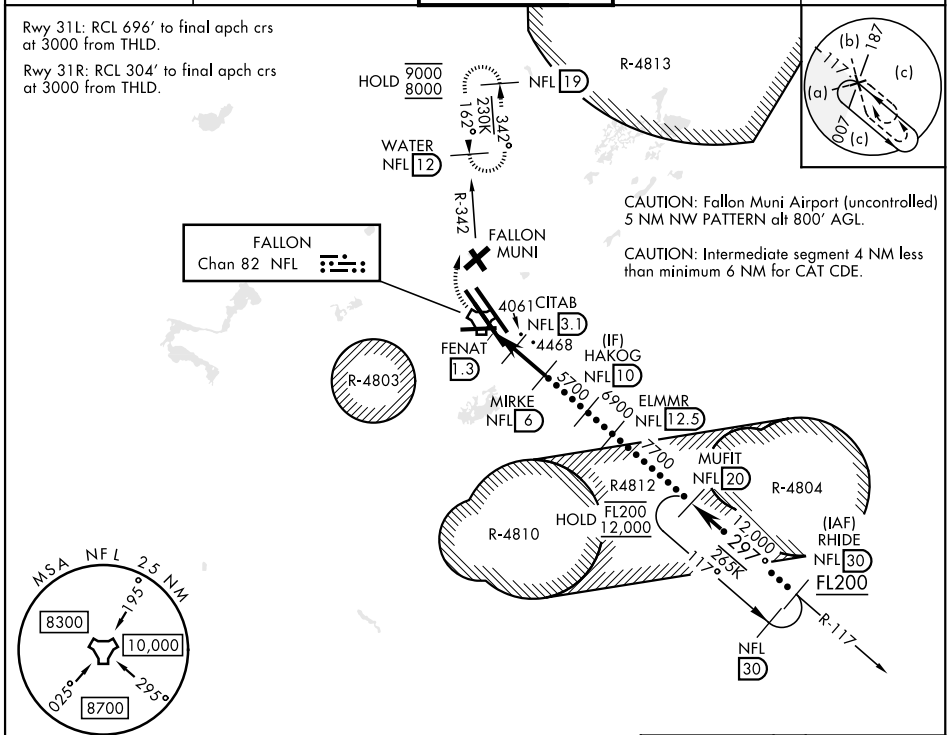 Rwy 31L: RCL 696' to final apch crs
at 3000 from THLD.
Rwy 31R: RCL 304' to final apch crs
at 3000 from THLD.
HOLD 9000
8000
NFL 19
342°
230K
162°
WATER
NFL 12
R-342
R-4813
(b)
187
117
(c)
(a)
007
(c)
CAUTION: Fallon Muni Airport (uncontrolled)
5 NM NW PATTERN alt 800' AGL.
CAUTION: Intermediate segment 4 NM less
than minimum 6 NM for CAT CDE.
FALLON
Chan 82 NFL
FALLON
MUNI
4061
CITAB
NFL 3.1
4468
FENAT
1.3
(IF)
HAKOG
NFL 10
R-4803
5700
MIRKE
NFL 6
6900
ELMMR
NFL 12.5
7700
MUFIT
NFL 20
R4812
R-4804
R-4810
HOLD FL200
12,000
12,000
297°
265K
117°
(IAF)
RHIDE
NFL 30
FL200
R-117
NFL
30
MSA NFL 25 NM
195°
8300
10,000
025°
295°
8700